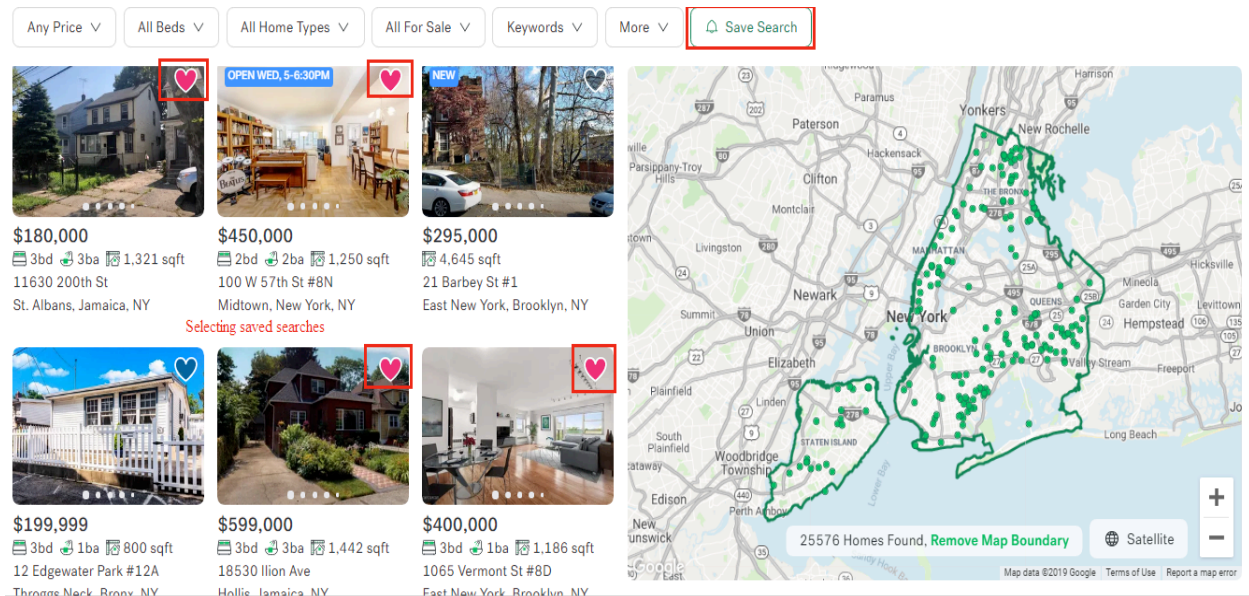 Any Price All Beds All Home Types All For Sale Keywords More Save Search
OPEN WED, 5-6:30PM
NEW
$180,000
3bd 3ba 1,321 sqft
11630 200th St
St. Albans, Jamaica, NY
$450,000
2bd 2ba 1,250 sqft
100 W 57th St #8N
Midtown, New York, NY
$295,000
4,645 sqft
21 Barbey St #1
East New York, Brooklyn, NY
Selecting saved searches
$199,999
3bd 1ba 800 sqft
12 Edgewater Park #12A
Throggs Neck, Bronx, NY
$599,000
3bd 3ba 1,442 sqft
18530 Ilion Ave
Hollis, Jamaica, NY
$400,000
3bd 1ba 1,186 sqft
1065 Vermont St #8D
East New York, Brooklyn, NY
Harrison
Paramus
Yonkers
New Rochelle
Paterson
Hackensack
Parsippany-Troy
Hills
Clifton
THE BRONX
Montclair
Livingston
MANHATTAN
Hicksville
Mineola
Newark
Garden City
Levittown
QUEENS
Summit
New York
Hempstead
Union
BROOKLYN
Elizabeth
Valley Stream
Freeport
Upper Bay
Plainfield
Linden
Long Beach
South
Plainfield
STATEN ISLAND
Woodbridge
Township
Lower Bay
Edison
Perth Amboy
New
Brunswick
25576 Homes Found, Remove Map Boundary
Satellite
+
−
Google
East
Map data ©2019 Google Terms of Use Report a map error